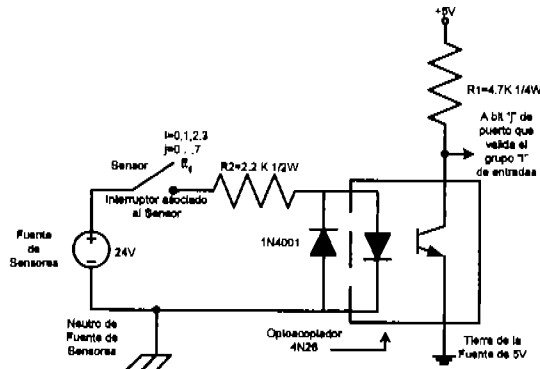 +5V
R1=4.7K 1/4W
A bit "j" de
puerto que
valida el
grupo "i"
de entradas
i=0,1,2,3
j=0,..,7
Sensor
R2=2.2 K 1/2W
Interruptor asociado
al Sensor
Fuente
de
Sensores
24V
1N4001
Neutro de
Fuente de
Sensores
Optoacoplador
4N26
Tierra de la
Fuente de 5V